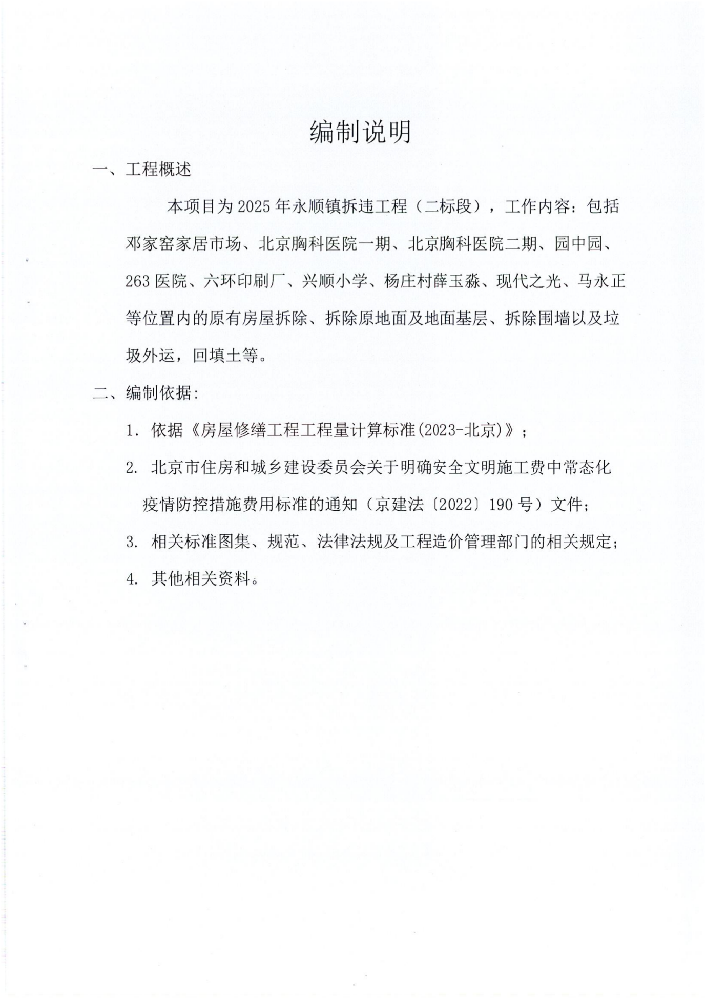 编制说明
一、工程概述
本项目为 2025 年永顺镇拆违工程（二标段），工作内容：包括
邓家窑家居市场、北京胸科医院一期、北京胸科医院二期、园中园、
263 医院、六环印刷厂、兴顺小学、杨庄村薛玉淼、现代之光、马永正
等位置内的原有房屋拆除、拆除原地面及地面基层、拆除围墙以及垃
圾外运，回填土等。
二、编制依据：
1. 依据《房屋修缮工程工程量计算标准(2023-北京)》；
2. 北京市住房和城乡建设委员会关于明确安全文明施工费中常态化
疫情防控措施费用标准的通知（京建法〔2022〕190 号）文件；
3. 相关标准图集、规范、法律法规及工程造价管理部门的相关规定；
4. 其他相关资料。